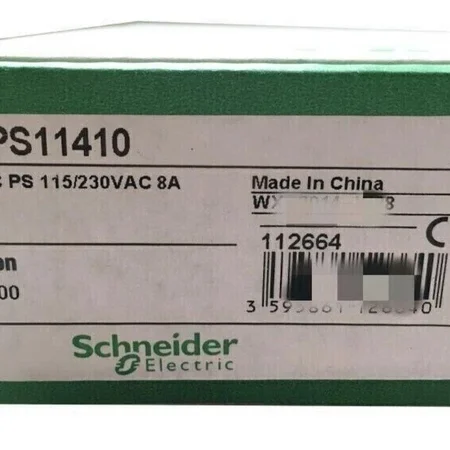 PS11410
PS 115/230VAC 8A
Made In China
112664
on
00
Schneider
Electric